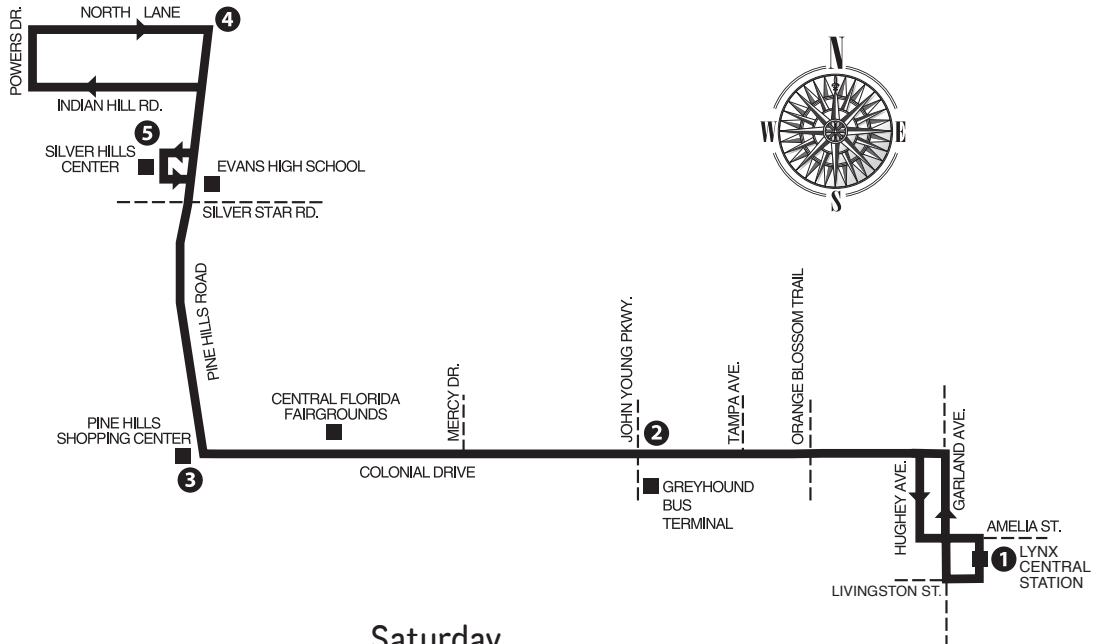 POWERS DR.
NORTH LANE
4
INDIAN HILL RD.
5
SILVER HILLS
CENTER
EVANS HIGH SCHOOL
SILVER STAR RD.
N
W
E
S
PINE HILLS ROAD
PINE HILLS
SHOPPING CENTER
3
CENTRAL FLORIDA
FAIRGROUNDS
MERCY DR.
COLONIAL DRIVE
JOHN YOUNG PKWY.
2
GREYHOUND
BUS
TERMINAL
TAMPA AVE.
ORANGE BLOSSOM TRAIL
HUGHEY AVE.
GARLAND AVE.
AMELIA ST.
1
LYNX
CENTRAL
STATION
LIVINGSTON ST.
Saturday